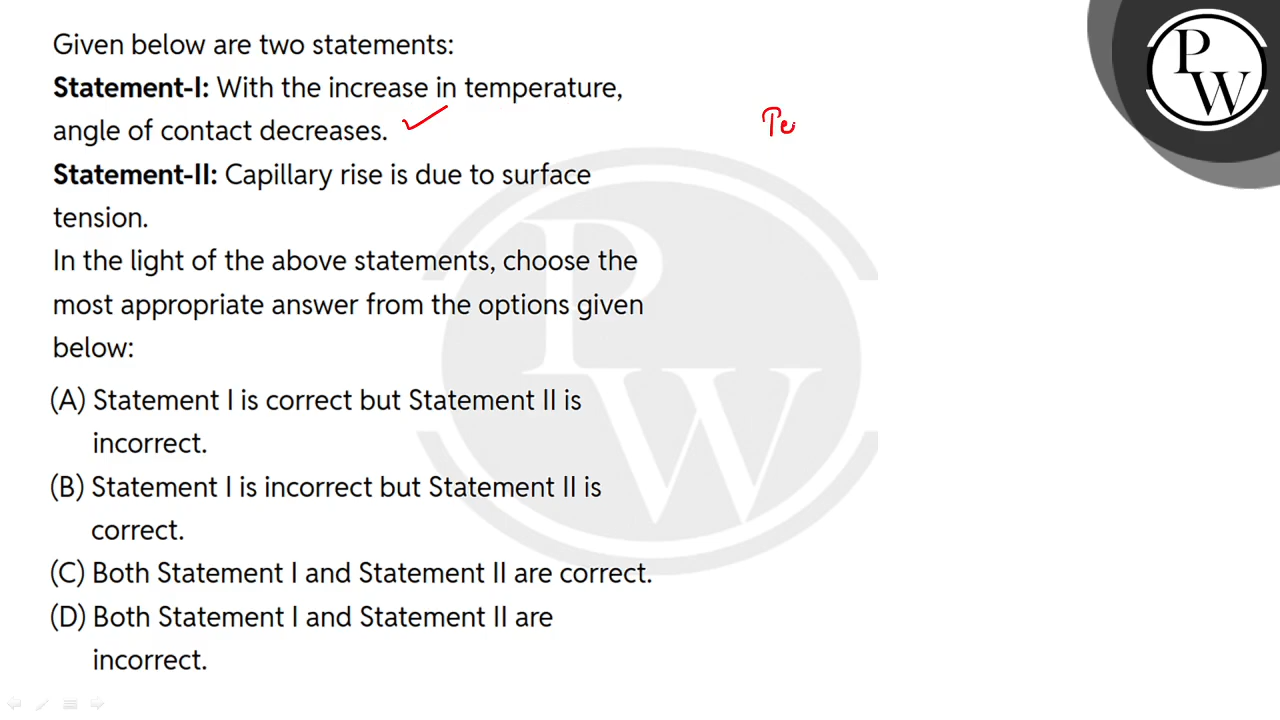 Given below are two statements:
Statement-I: With the increase in temperature,
angle of contact decreases.
Statement-II: Capillary rise is due to surface
tension.
In the light of the above statements, choose the
most appropriate answer from the options given
below:
(A) Statement I is correct but Statement II is
incorrect.
(B) Statement I is incorrect but Statement II is
correct.
(C) Both Statement I and Statement II are correct.
(D) Both Statement I and Statement II are
incorrect.
Te
P
W
P
W